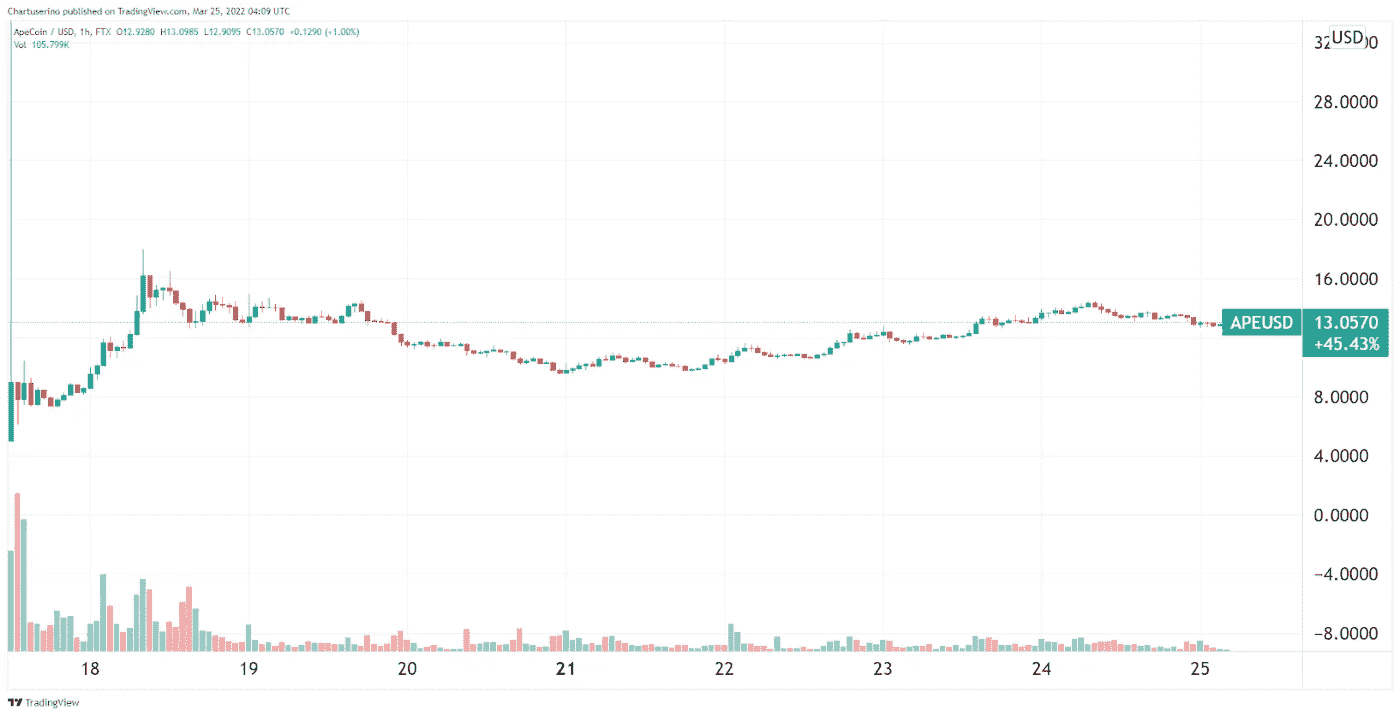 Chartuserino published on TradingView.com, Mar 25, 2022 04:09 UTC
ApeCoin / USD, 1h, FTX O12.9280 H13.0985 L12.9095 C13.0570 +0.1290 (+1.00%)
Vol 105.799K
USD
28.0000
24.0000
20.0000
16.0000
APEUSD 13.0570
+45.43%
8.0000
4.0000
0.0000
−4.0000
−8.0000
18 19 20 21 22 23 24 25
TradingView